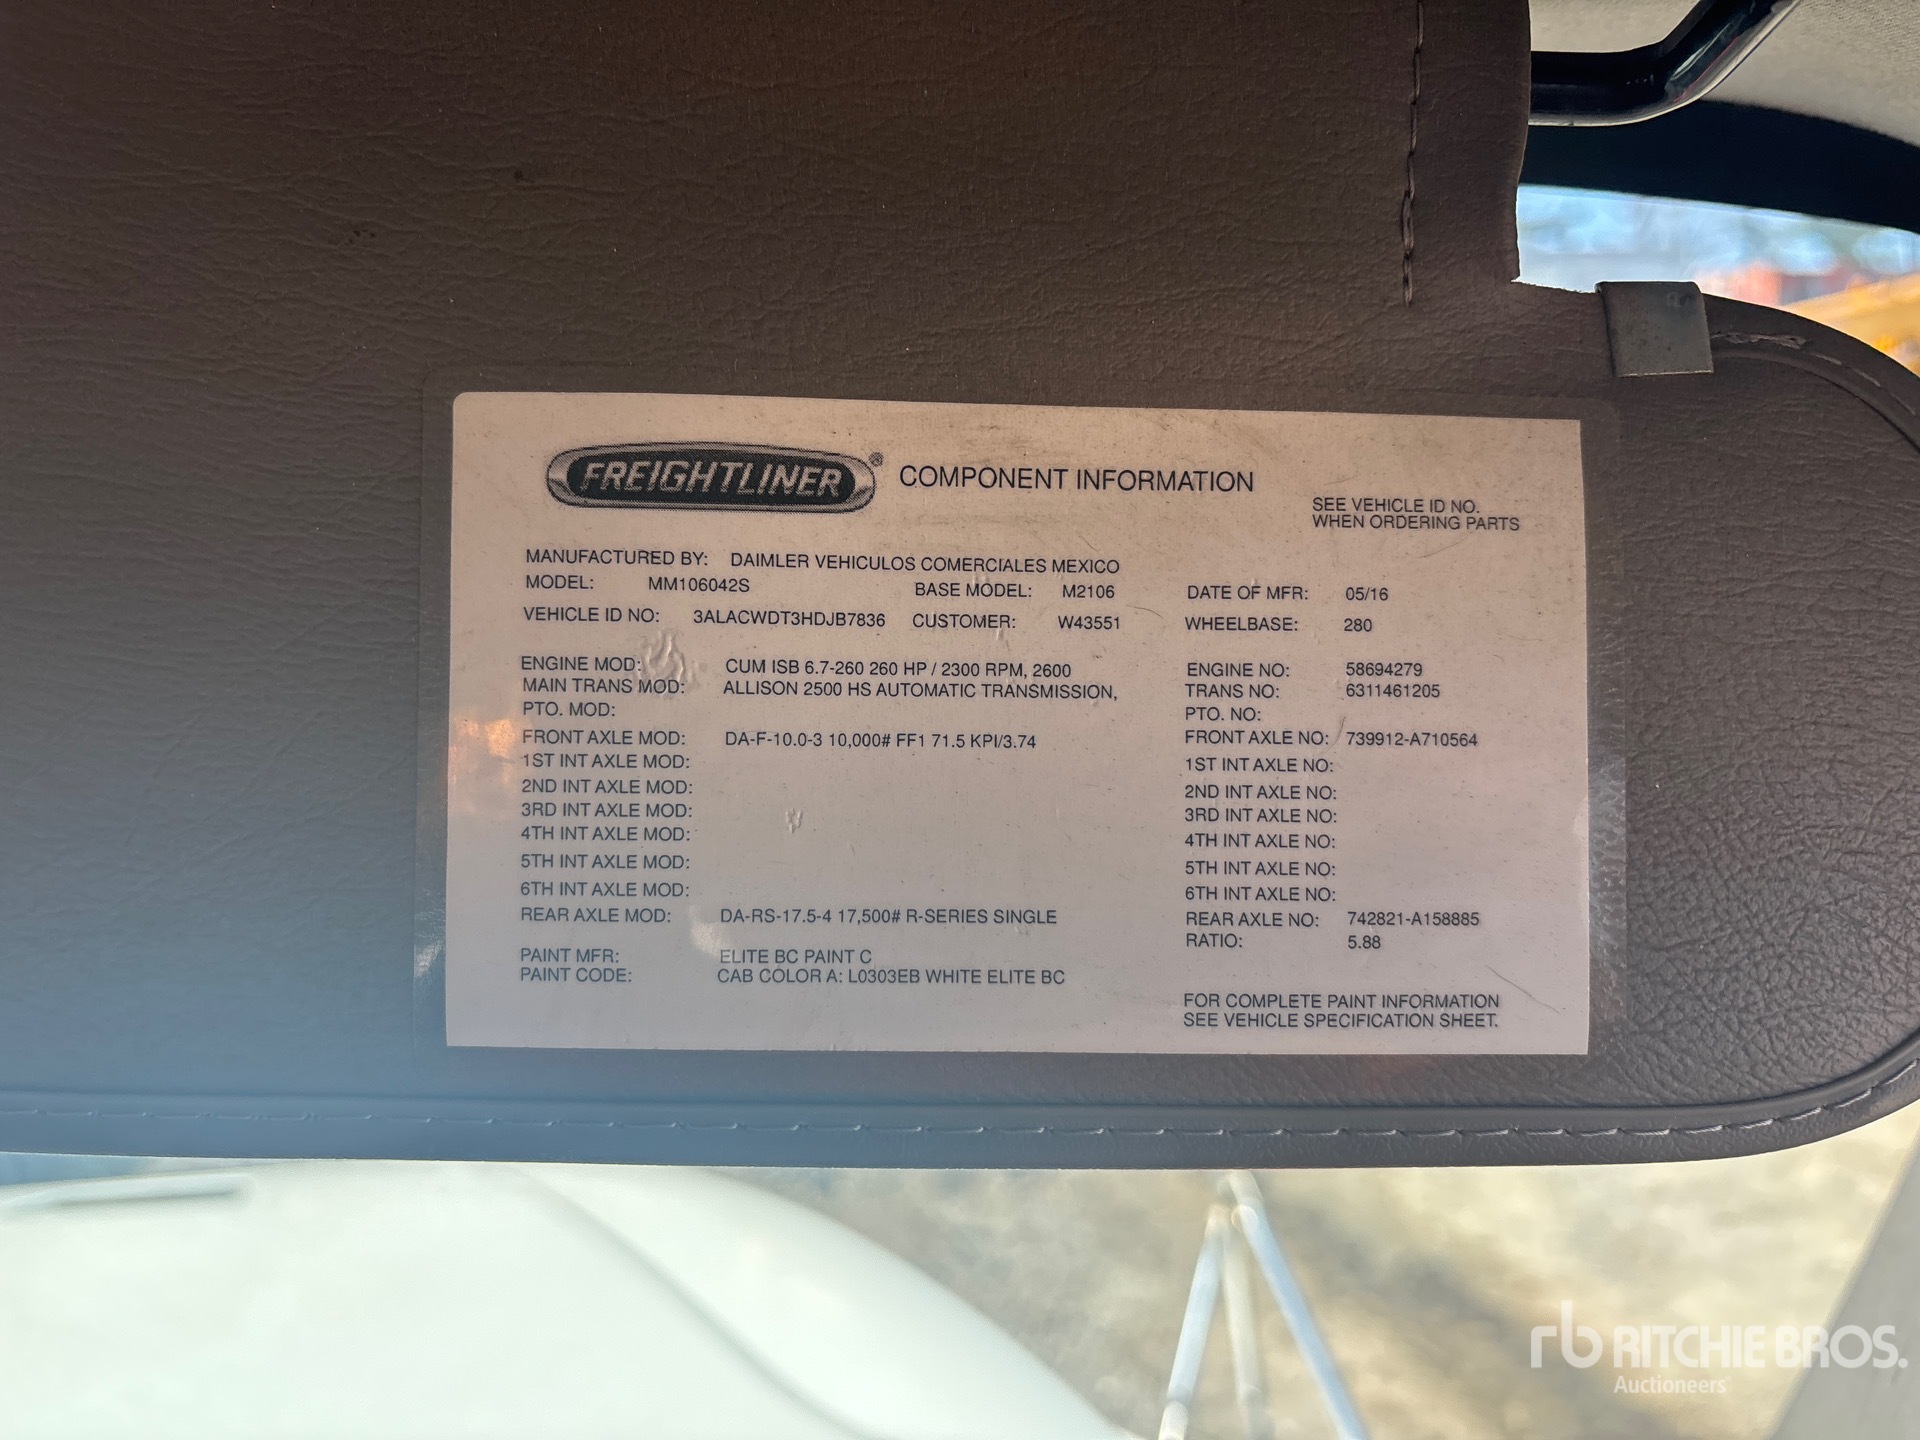 FREIGHTLINER® COMPONENT INFORMATION
SEE VEHICLE ID NO.
WHEN ORDERING PARTS
MANUFACTURED BY: DAIMLER VEHICULOS COMERCIALES MEXICO
MODEL: MM106042S BASE MODEL: M2106 DATE OF MFR: 05/16
VEHICLE ID NO: 3ALACWDT3HDJB7836 CUSTOMER: W43551 WHEELBASE: 280
ENGINE MOD: CUM ISB 6.7-260 260 HP / 2300 RPM, 2600 ENGINE NO: 58694279
MAIN TRANS MOD: ALLISON 2500 HS AUTOMATIC TRANSMISSION, TRANS NO: 6311461205
PTO. MOD: PTO. NO:
FRONT AXLE MOD: DA-F-10.0-3 10,000# FF1 71.5 KPI/3.74 FRONT AXLE NO: 739912-A710564
1ST INT AXLE MOD: 1ST INT AXLE NO:
2ND INT AXLE MOD: 2ND INT AXLE NO:
3RD INT AXLE MOD: 3RD INT AXLE NO:
4TH INT AXLE MOD: 4TH INT AXLE NO:
5TH INT AXLE MOD: 5TH INT AXLE NO:
6TH INT AXLE MOD: 6TH INT AXLE NO:
REAR AXLE MOD: DA-RS-17.5-4 17,500# R-SERIES SINGLE REAR AXLE NO: 742821-A158885
RATIO: 5.88
PAINT MFR: ELITE BC PAINT C
PAINT CODE: CAB COLOR A: L0303EB WHITE ELITE BC
FOR COMPLETE PAINT INFORMATION
SEE VEHICLE SPECIFICATION SHEET.
rb RITCHIE BROS.
Auctioneers